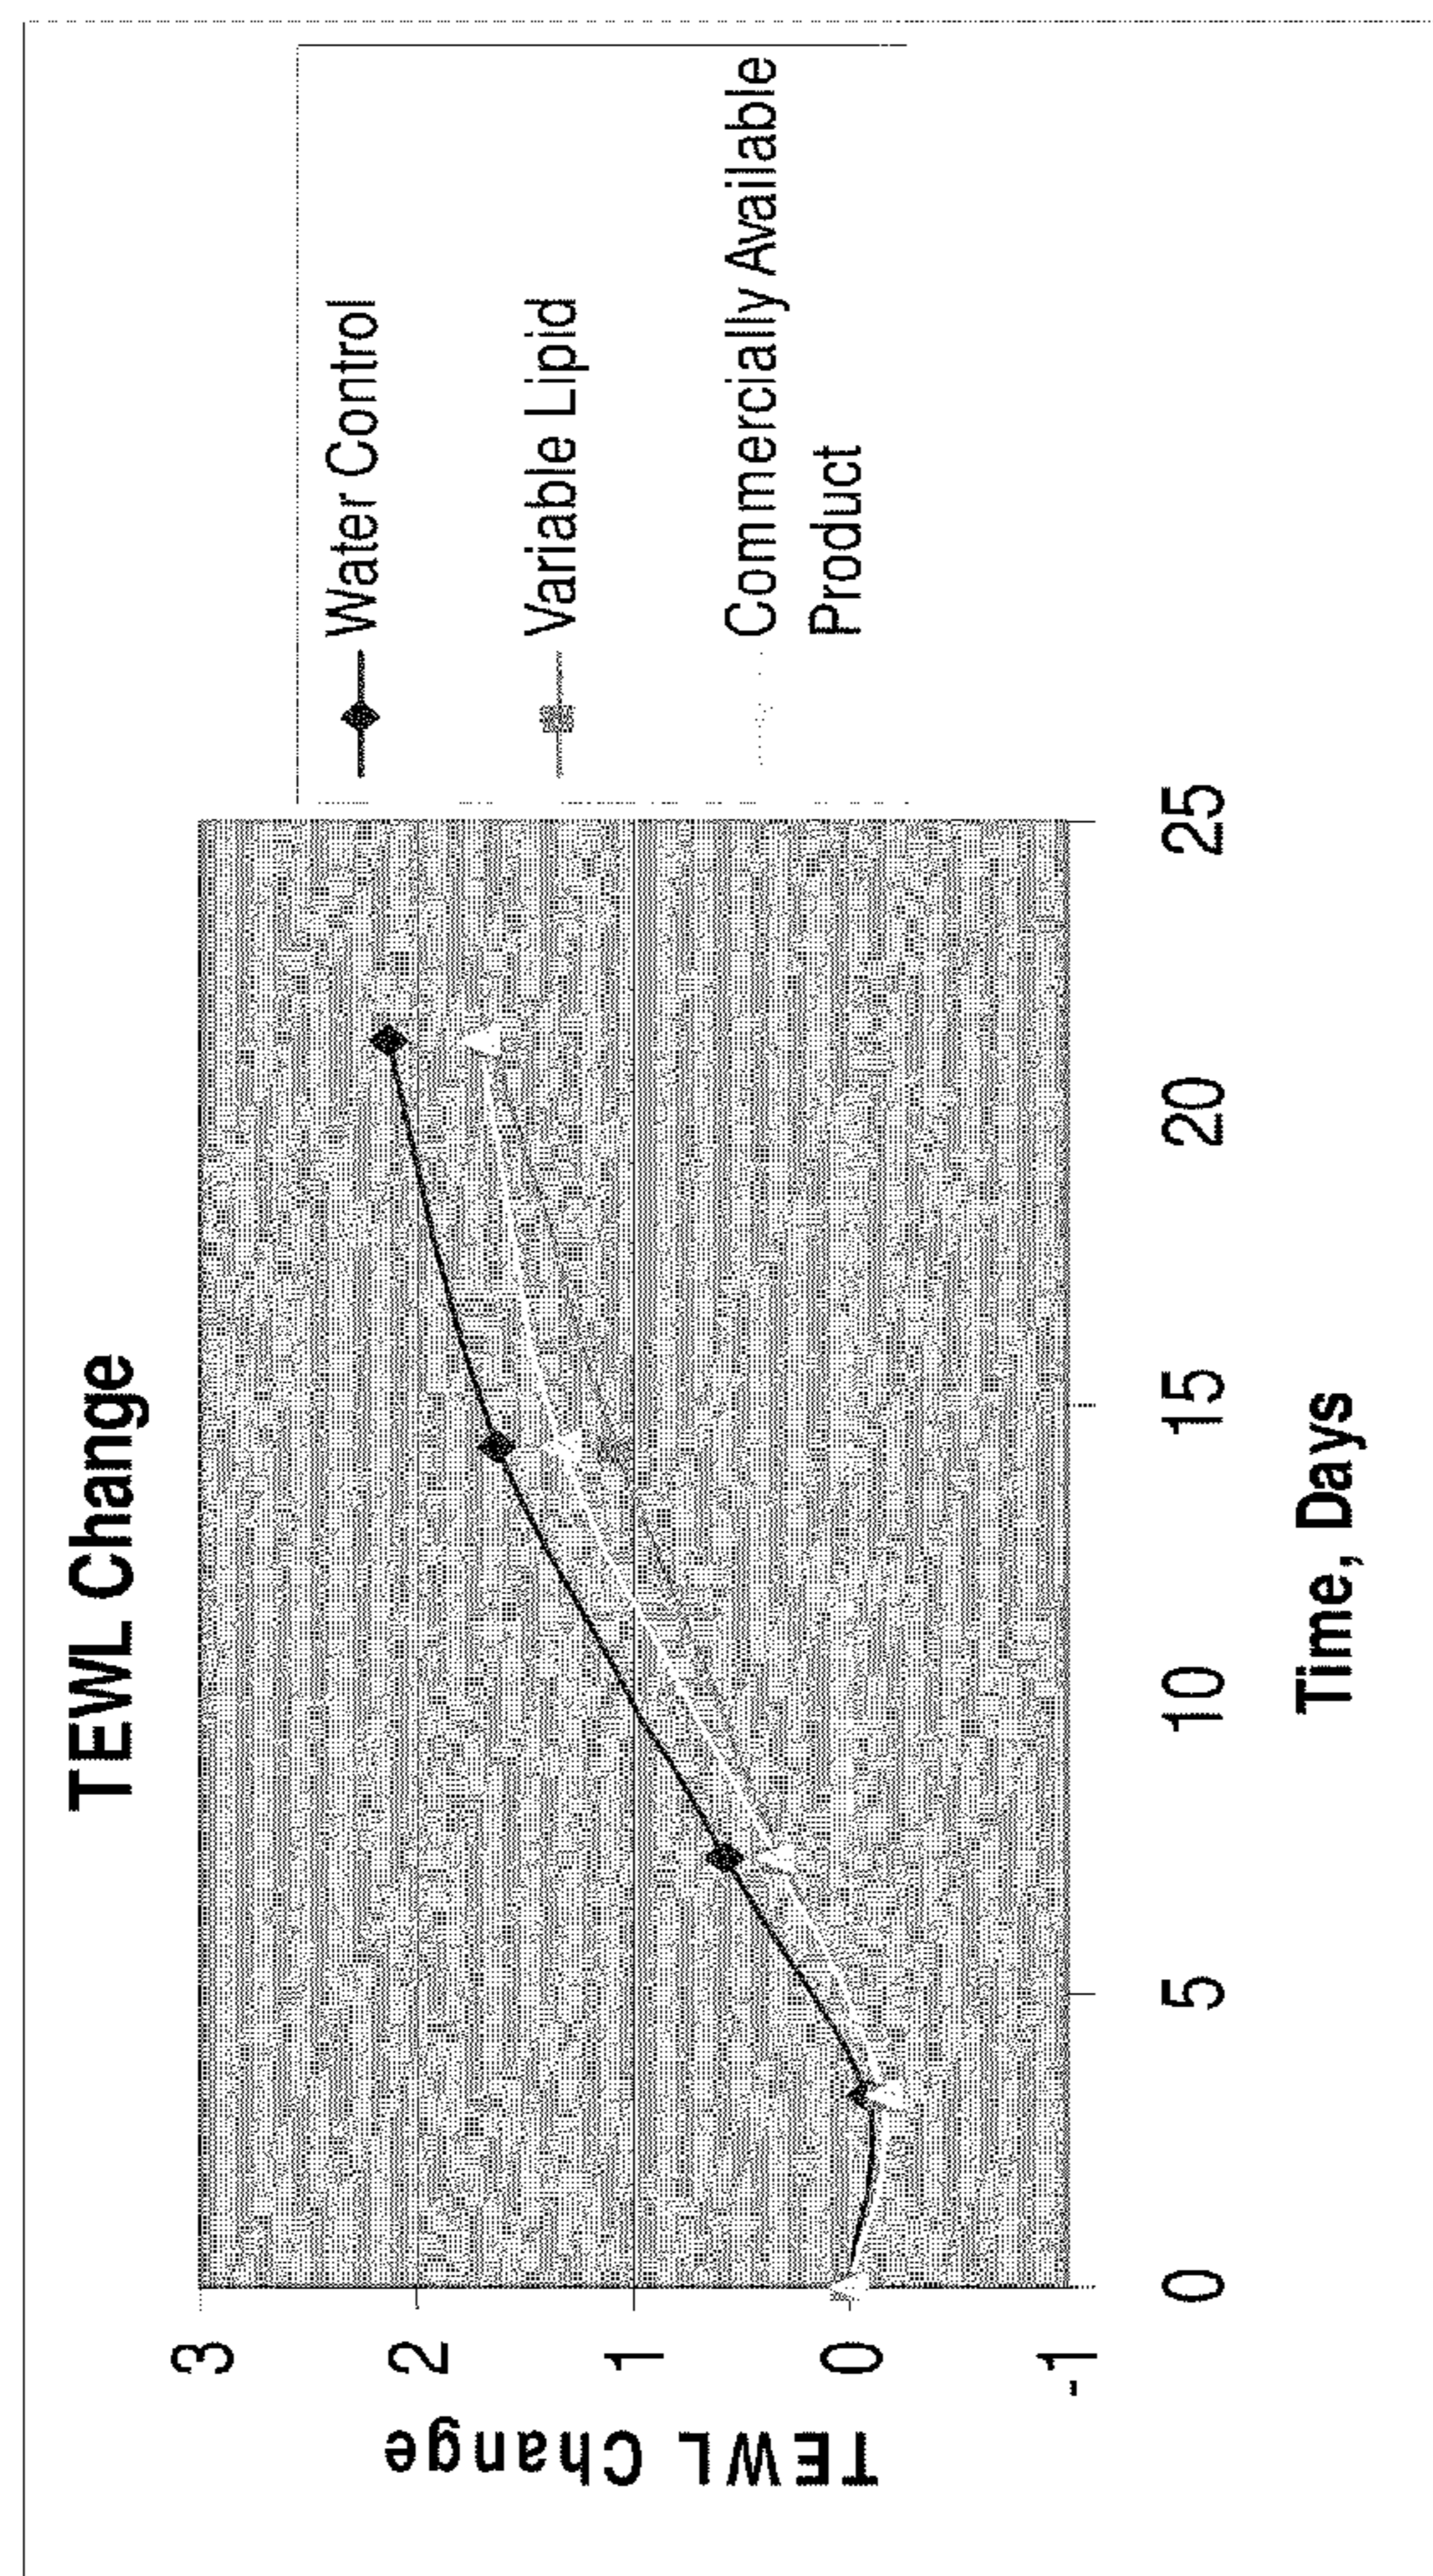 TEWL Change
TEWL Change
3
2
1
0
-1
0
5
10
15
20
25
Time, Days
Water Control
Variable Lipid
Commercially Available
Product